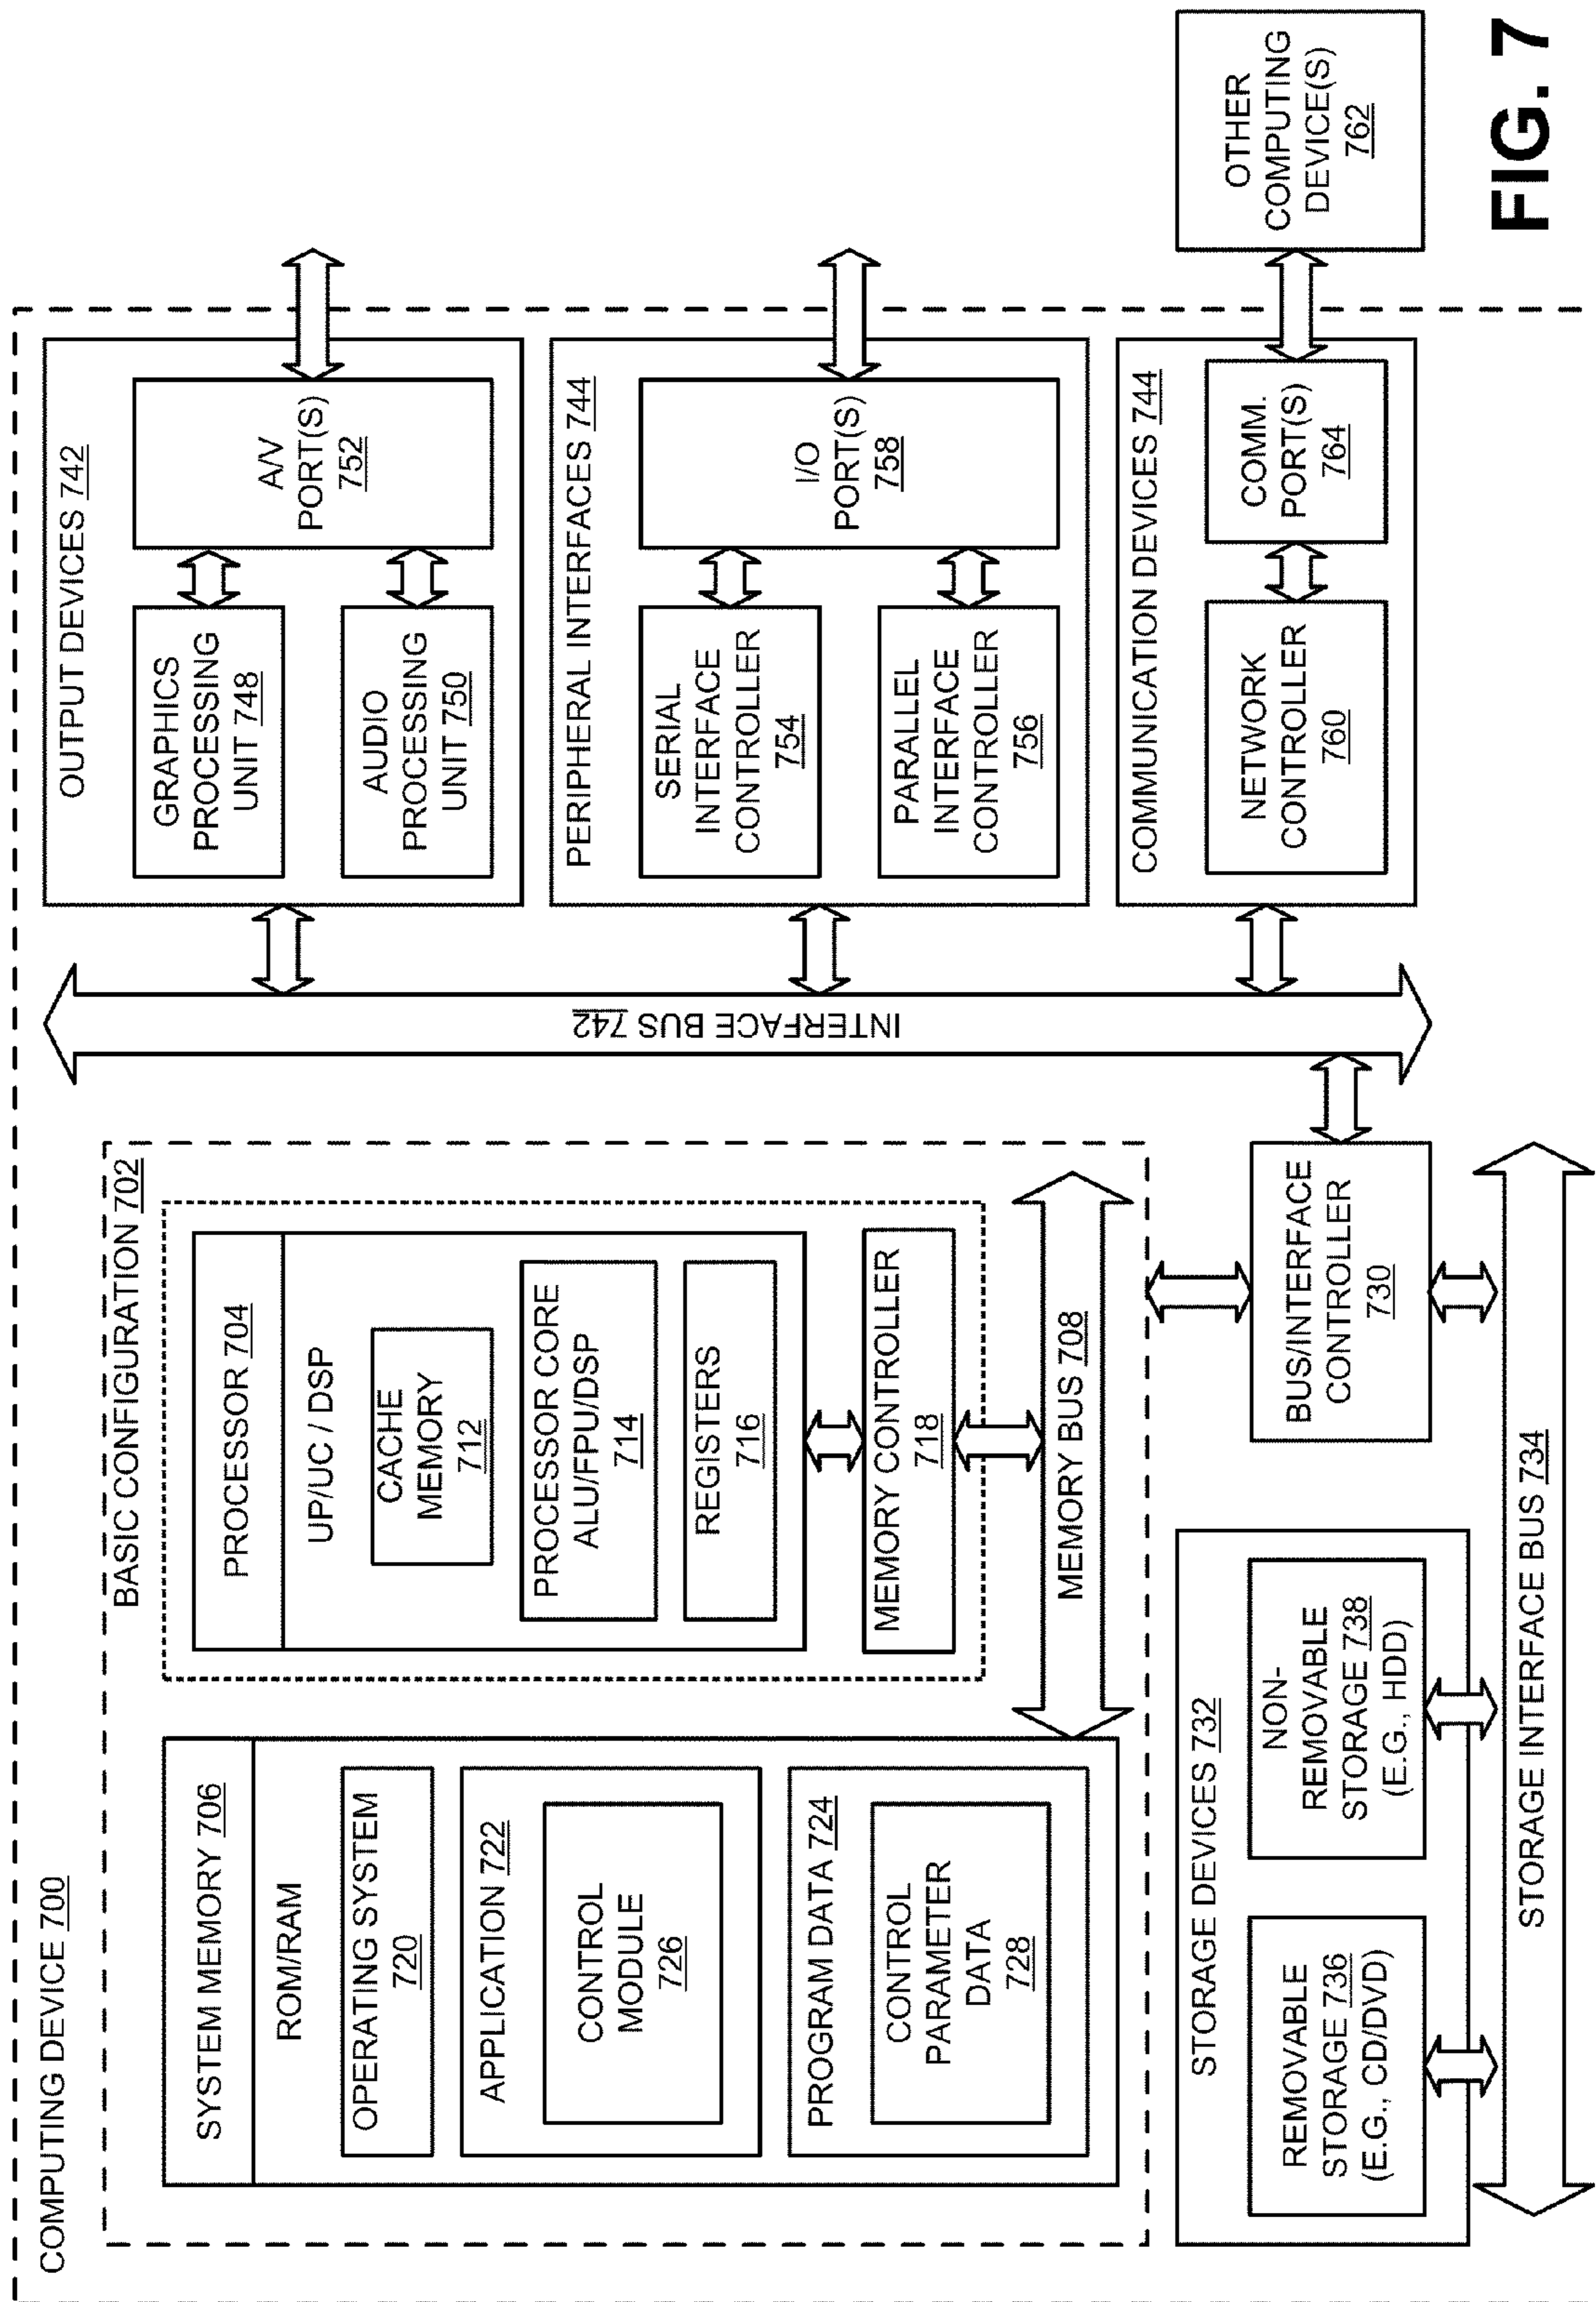 COMPUTING DEVICE 700
BASIC CONFIGURATION 702
SYSTEM MEMORY 706
ROM/RAM
OPERATING SYSTEM
720
APPLICATION 722
CONTROL
MODULE
726
PROGRAM DATA 724
CONTROL
PARAMETER
DATA
728
PROCESSOR 704
UP/UC / DSP
CACHE
MEMORY
712
PROCESSOR CORE
ALU/FPU/DSP
714
REGISTERS
716
MEMORY CONTROLLER
718
MEMORY BUS 708
BUS/INTERFACE
CONTROLLER
730
STORAGE DEVICES 732
REMOVABLE
STORAGE 736
(E.G., CD/DVD)
NON-
REMOVABLE
STORAGE 738
(E.G., HDD)
STORAGE INTERFACE BUS 734
INTERFACE BUS 742
OUTPUT DEVICES 742
GRAPHICS
PROCESSING
UNIT 748
AUDIO
PROCESSING
UNIT 750
A/V
PORT(S)
752
PERIPHERAL INTERFACES 744
SERIAL
INTERFACE
CONTROLLER
754
PARALLEL
INTERFACE
CONTROLLER
756
I/O
PORT(S)
758
COMMUNICATION DEVICES 744
NETWORK
CONTROLLER
760
COMM.
PORT(S)
764
OTHER
COMPUTING
DEVICE(S)
762
FIG. 7